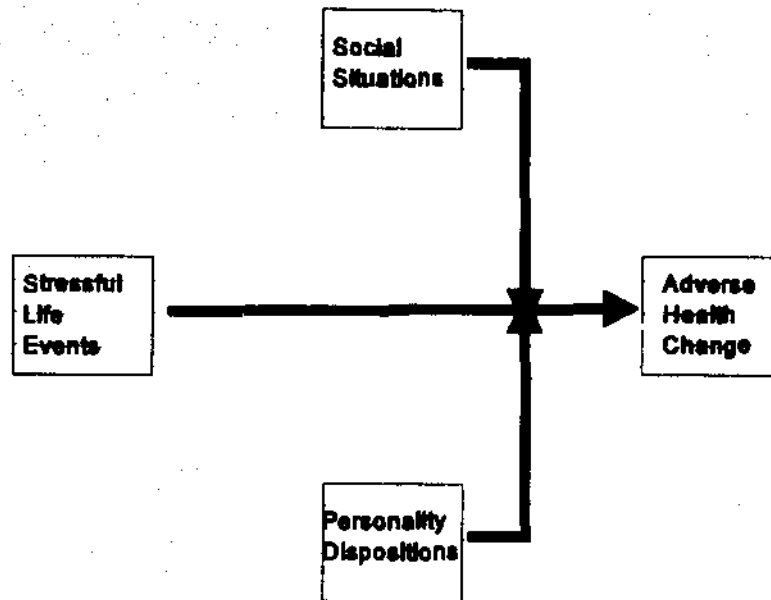 Social
Situations
Stressful
Life
Events
Adverse
Health
Change
Personality
Dispositions